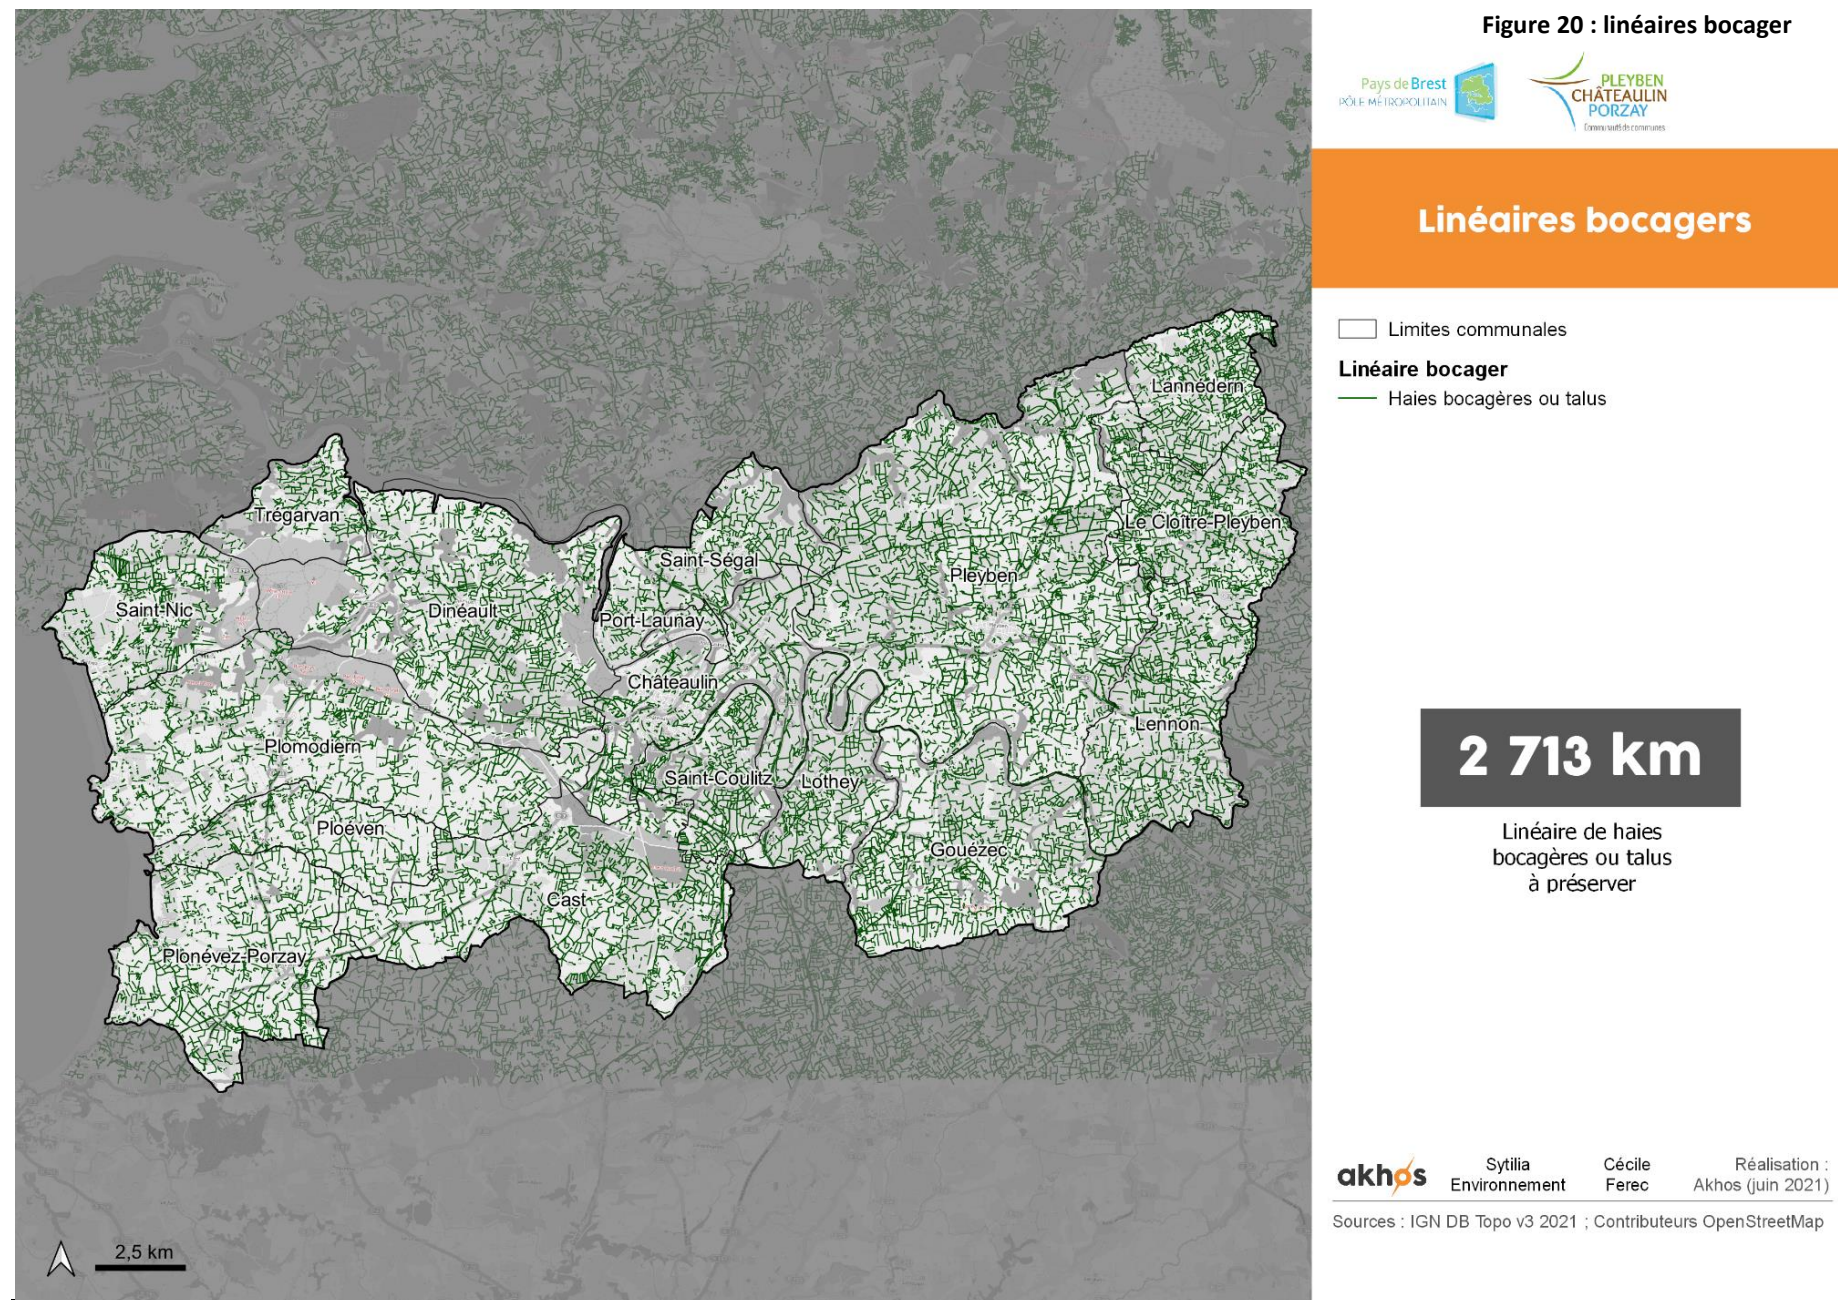 Figure 20 : linéaires bocager
Pays de Brest
PÔLE MÉTROPOLITAIN
PLEYBEN
CHÂTEAULIN
PORZAY
Communauté de communes
Linéaires bocagers
Limites communales
Linéaire bocager
Haies bocagères ou talus
Lannédern
Trégarvan
Le Cloître-Pleyben
Saint-Ségal
Pleyben
Saint-Nic
Dinéault
Port-Launay
Châteaulin
Lennon
Plomodiern
Saint-Coulitz
Lothey
Ploéven
Gouézec
Cast
Plonévez-Porzay
2 713 km
Linéaire de haies
bocagères ou talus
à préserver
akhos
Sytilia
Environnement
Cécile
Ferec
Réalisation :
Akhos (juin 2021)
Sources : IGN DB Topo v3 2021 ; Contributeurs OpenStreetMap
2,5 km